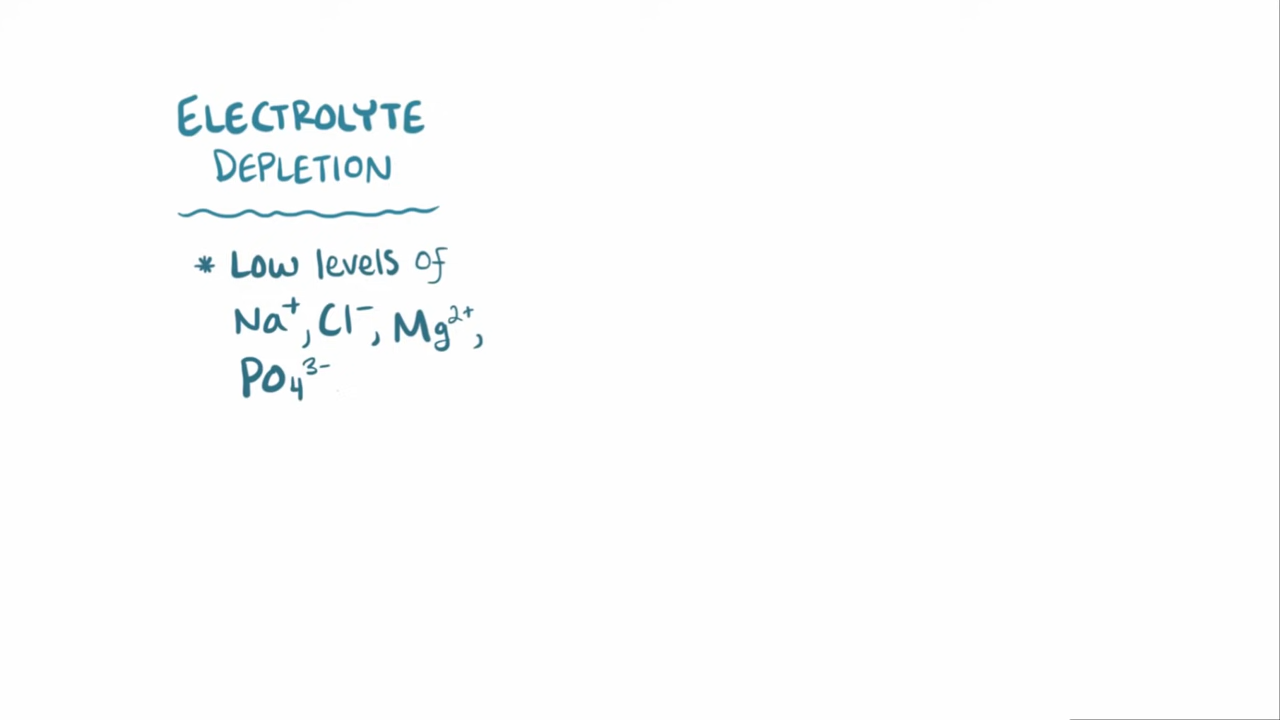 ELECTROLYTE
DEPLETION
* Low levels of
Na⁺, Cl⁻, Mg²⁺,
PO₄³⁻